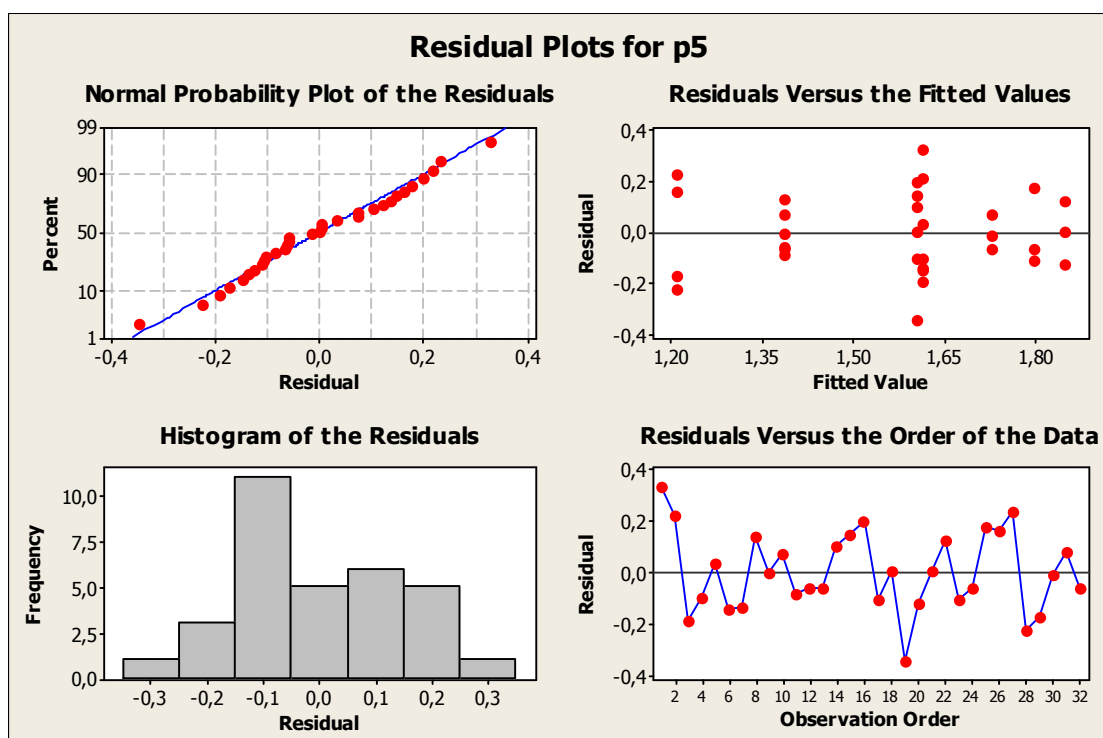 Residual Plots for p5
Normal Probability Plot of the Residuals
99
90
50
10
1
Percent
-0,4 -0,2 0,0 0,2 0,4
Residual
Residuals Versus the Fitted Values
0,4
0,2
0,0
-0,2
-0,4
Residual
1,20 1,35 1,50 1,65 1,80
Fitted Value
Histogram of the Residuals
10,0
7,5
5,0
2,5
0,0
Frequency
-0,3 -0,2 -0,1 0,0 0,1 0,2 0,3
Residual
Residuals Versus the Order of the Data
0,4
0,2
0,0
-0,2
-0,4
Residual
2 4 6 8 10 12 14 16 18 20 22 24 26 28 30 32
Observation Order